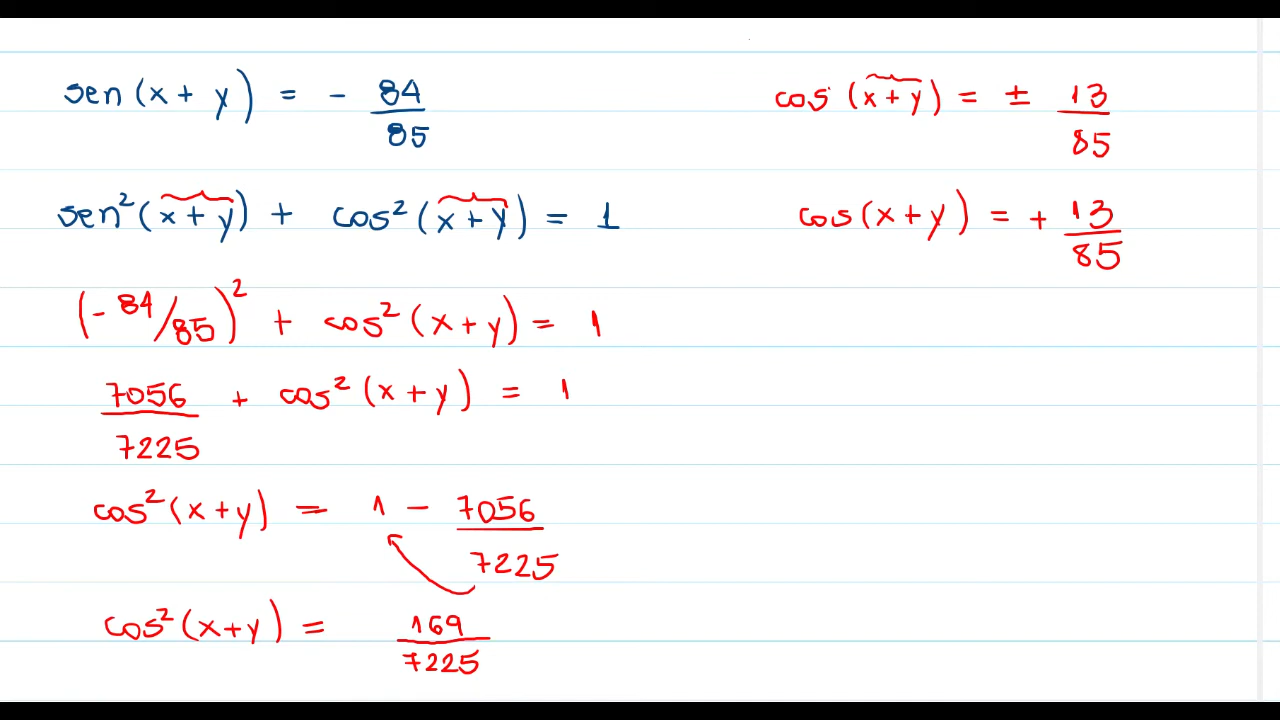 sen (x + y) = - 84/85
sen² (x + y) + cos² (x + y) = 1
(- 84/85)² + cos² (x + y) = 1
7056/7225 + cos² (x + y) = 1
cos² (x + y) = 1 - 7056/7225
cos² (x + y) = 169/7225
cos (x + y) = ± 13/85
cos (x + y) = + 13/85